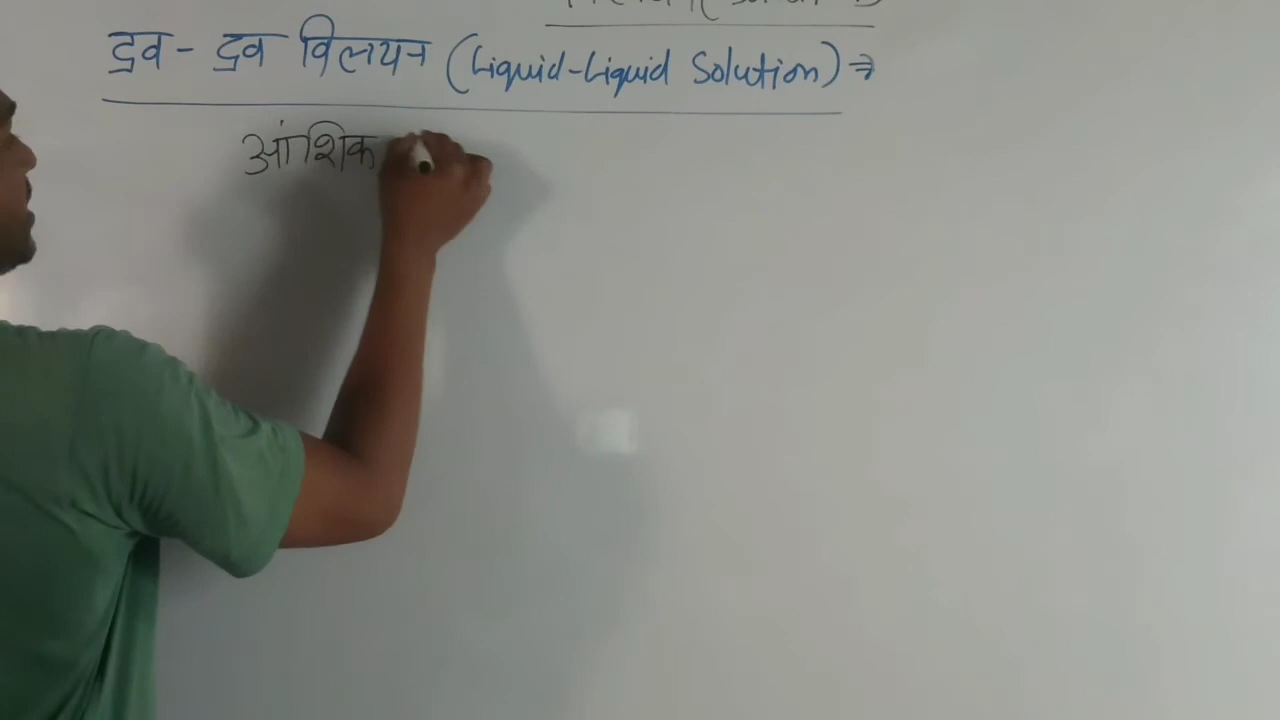 द्रव - द्रव विलयन (Liquid-Liquid Solution) ⇒
आंशिक